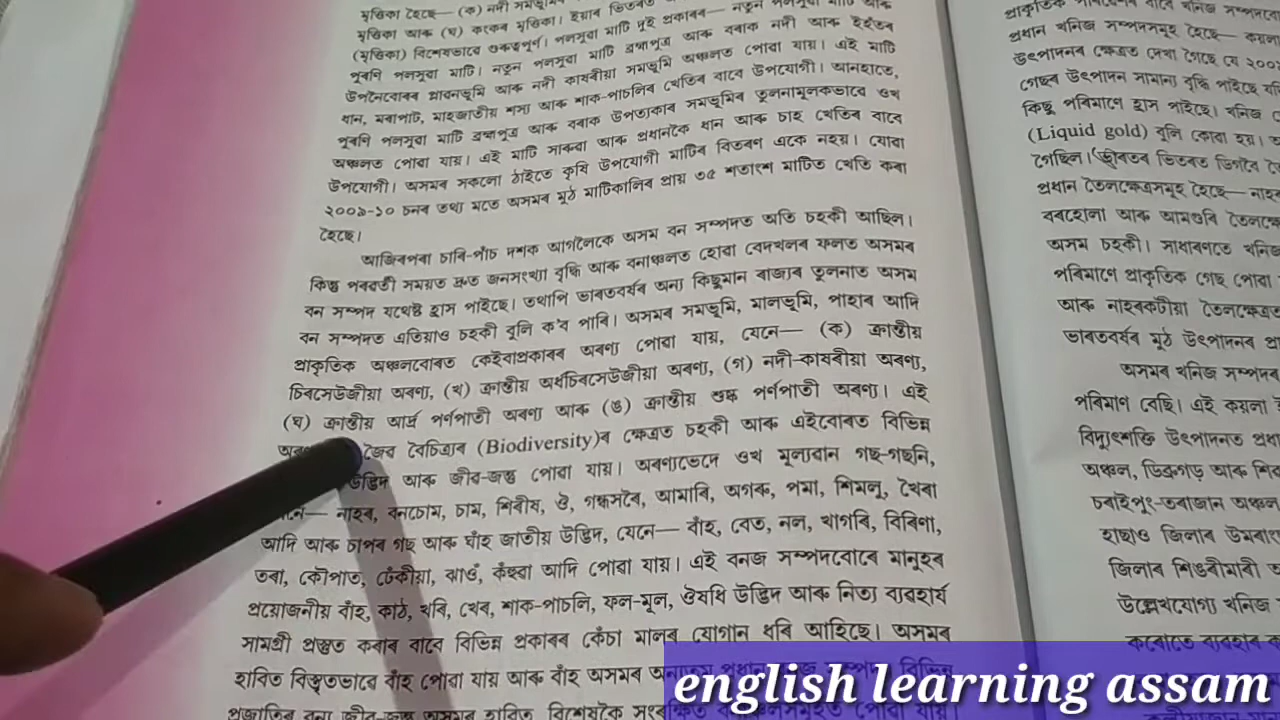 মৃত্তিকা হৈছে— (ক) নদী সমভূমিৰ
মৃত্তিকা আৰু (ঘ) কংকৰ মৃত্তিকা। ইয়াৰ ভিতৰত
(মৃত্তিকা) বিশেষভাৱে গুৰুত্বপূৰ্ণ। পলসুৱা মাটি দুই প্ৰকাৰৰ— নতুন পলসুৱা মাটি আৰু
পুৰণি পলসুৱা মাটি। নতুন পলসুৱা মাটি ব্ৰহ্মপুত্ৰ আৰু বৰাক নদী আৰু ইহঁতৰ
উপনৈবোৰৰ প্লাৱনভূমি আৰু নদী কাষৰীয়া সমভূমি অঞ্চলত পোৱা যায়। এই মাটি
ধান, মৰাপাট, মাহজাতীয় শস্য আৰু শাক-পাচলিৰ খেতিৰ বাবে উপযোগী। আনহাতে,
পুৰণি পলসুৱা মাটি ব্ৰহ্মপুত্ৰ আৰু বৰাক উপত্যকাৰ সমভূমিৰ তুলনামূলকভাৱে ওখ
অঞ্চলত পোৱা যায়। এই মাটি সাৰুৱা আৰু প্ৰধানকৈ ধান আৰু চাহ খেতিৰ বাবে
উপযোগী। অসমৰ সকলো ঠাইতে কৃষি উপযোগী মাটিৰ বিতৰণ একে নহয়। যোৱা
২০০৯-১০ চনৰ তথ্য মতে অসমৰ মুঠ মাটিকালিৰ প্ৰায় ৩৫ শতাংশ মাটিত খেতি কৰা
হৈছে।
আজিৰপৰা চাৰি-পাঁচ দশক আগলৈকে অসম বন সম্পদত অতি চহকী আছিল।
কিন্তু পৰৱৰ্তী সময়ত দ্ৰুত জনসংখ্যা বৃদ্ধি আৰু বনাঞ্চলত হোৱা বেদখলৰ ফলত অসমৰ
বন সম্পদ যথেষ্ট হ্ৰাস পাইছে। তথাপি ভাৰতবৰ্ষৰ অন্য কিছুমান ৰাজ্যৰ তুলনাত অসম
বন সম্পদত এতিয়াও চহকী বুলি ক'ব পাৰি। অসমৰ সমভূমি, মালভূমি, পাহাৰ আদি
প্ৰাকৃতিক অঞ্চলবোৰত কেইবাপ্ৰকাৰৰ অৰণ্য পোৱা যায়, যেনে— (ক) ক্ৰান্তীয়
চিৰসেউজীয়া অৰণ্য, (খ) ক্ৰান্তীয় অৰ্ধচিৰসেউজীয়া অৰণ্য, (গ) নদী-কাষৰীয়া অৰণ্য,
(ঘ) ক্ৰান্তীয় আৰ্দ্ৰ পৰ্ণপাতী অৰণ্য আৰু (ঙ) ক্ৰান্তীয় শুষ্ক পৰ্ণপাতী অৰণ্য। এই
জৈৱ বৈচিত্ৰ্যৰ (Biodiversity)ৰ ক্ষেত্ৰত চহকী আৰু এইবোৰত বিভিন্ন
উদ্ভিদ আৰু জীৱ-জন্তু পোৱা যায়। অৰণ্যভেদে ওখ মূল্যৱান গছ-গছনি,
নাহৰ, বনচোম, চাম, শিৰীষ, ঔ, গন্ধসৰৈ, আমাৰি, অগৰু, পমা, শিমলু, খৈৰা
আদি আৰু চাপৰ গছ আৰু ঘাঁহ জাতীয় উদ্ভিদ, যেনে— বাঁহ, বেত, নল, খাগৰি, বিৰিণা,
তৰা, কৌপাত, ঢেঁকীয়া, ঝাওঁ, কঁহুৱা আদি পোৱা যায়। এই বনজ সম্পদবোৰে মানুহৰ
প্ৰয়োজনীয় বাঁহ, কাঠ, খৰি, খেৰ, শাক-পাচলি, ফল-মূল, ঔষধি উদ্ভিদ আৰু নিত্য ব্যৱহাৰ্য
সামগ্ৰী প্ৰস্তুত কৰাৰ বাবে বিভিন্ন প্ৰকাৰৰ কেঁচা মালৰ যোগান ধৰি আহিছে। অসমৰ
হাবিত বিস্তৃতভাৱে বাঁহ পোৱা যায় আৰু বাঁহ অসমৰ
প্ৰধান খনিজ সম্পদসমূহ হৈছে— কয়লা
উৎপাদনৰ ক্ষেত্ৰত দেখা গৈছে যে ২০০
গেছৰ উৎপাদন সামান্য বৃদ্ধি পাইছে যদি
কিছু পৰিমাণে হ্ৰাস পাইছে। খনিজ
(Liquid gold) বুলি কোৱা হয়।
গৈছিল। ভাৰতৰ ভিতৰত ডিগবৈ
প্ৰধান তৈলক্ষেত্ৰসমূহ হৈছে— নাহৰ
বৰহোলা আৰু আমগুৰি তৈলক্ষে
অসম চহকী। সাধাৰণতে খনিজ
পৰিমাণে প্ৰাকৃতিক গেছ পোৱা
আৰু নাহৰকটীয়া তৈলক্ষেত্ৰত
ভাৰতবৰ্ষৰ মুঠ উৎপাদনৰ প্ৰা
অসমৰ খনিজ সম্পদৰ
পৰিমাণ বেছি। এই কয়লা
বিদ্যুৎশক্তি উৎপাদনত প্ৰধা
অঞ্চল, ডিব্ৰুগড় আৰু শি
চৰাইপুং-তৰাজান অঞ্চল
হাছাও জিলাৰ উমৰাং
জিলাৰ শিঙৰীমাৰী
উল্লেখযোগ্য খনিজ
english learning assam